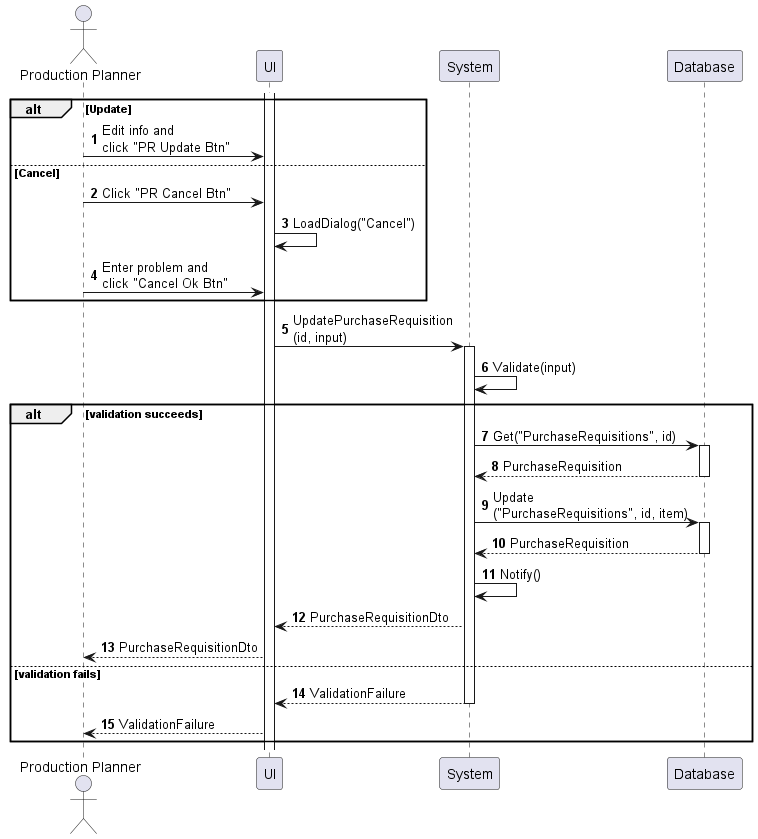 Production Planner
UI
System
Database
alt
[Update]
1 Edit info and
click "PR Update Btn"
[Cancel]
2 Click "PR Cancel Btn"
3 LoadDialog("Cancel")
4 Enter problem and
click "Cancel Ok Btn"
5 UpdatePurchaseRequisition
(id, input)
6 Validate(input)
alt
[validation succeeds]
7 Get("PurchaseRequisitions", id)
8 PurchaseRequisition
9 Update
("PurchaseRequisitions", id, item)
10 PurchaseRequisition
11 Notify()
12 PurchaseRequisitionDto
13 PurchaseRequisitionDto
[validation fails]
14 ValidationFailure
15 ValidationFailure
Production Planner
UI
System
Database